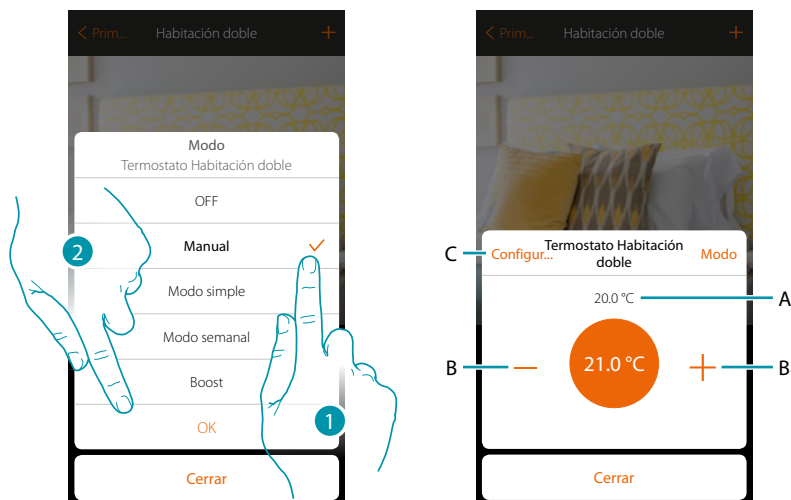 < Prim... Habitación doble +
Modo
Termostato Habitación doble
OFF
Manual
Modo simple
Modo semanal
Boost
OK
Cerrar
2
1
< Prim... Habitación doble +
Configur...
Termostato Habitación
doble
Modo
20.0 °C
21.0 °C
Cerrar
C
A
B
B